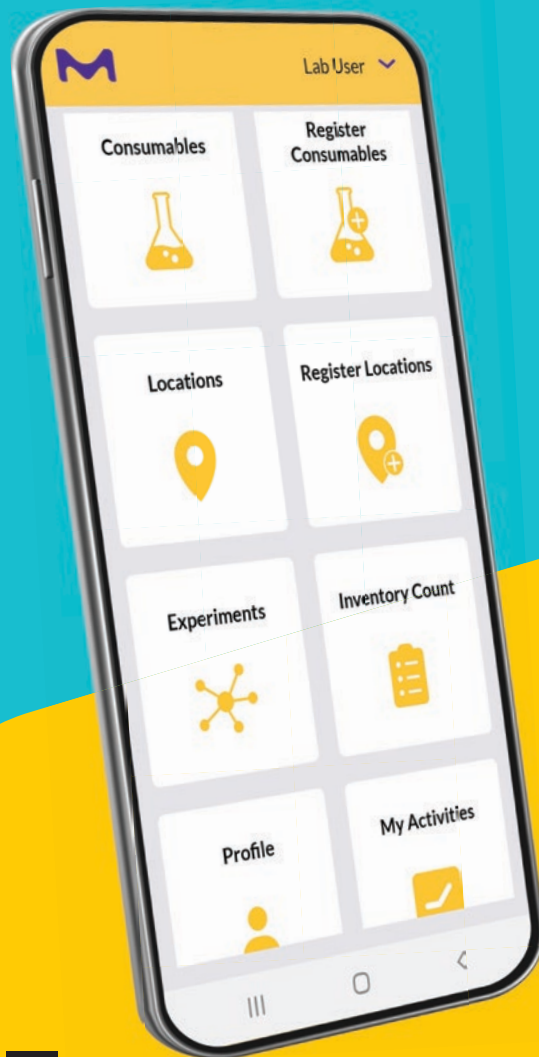 Lab User
Consumables
Register
Consumables
Locations
Register Locations
Experiments
Inventory Count
Profile
My Activities